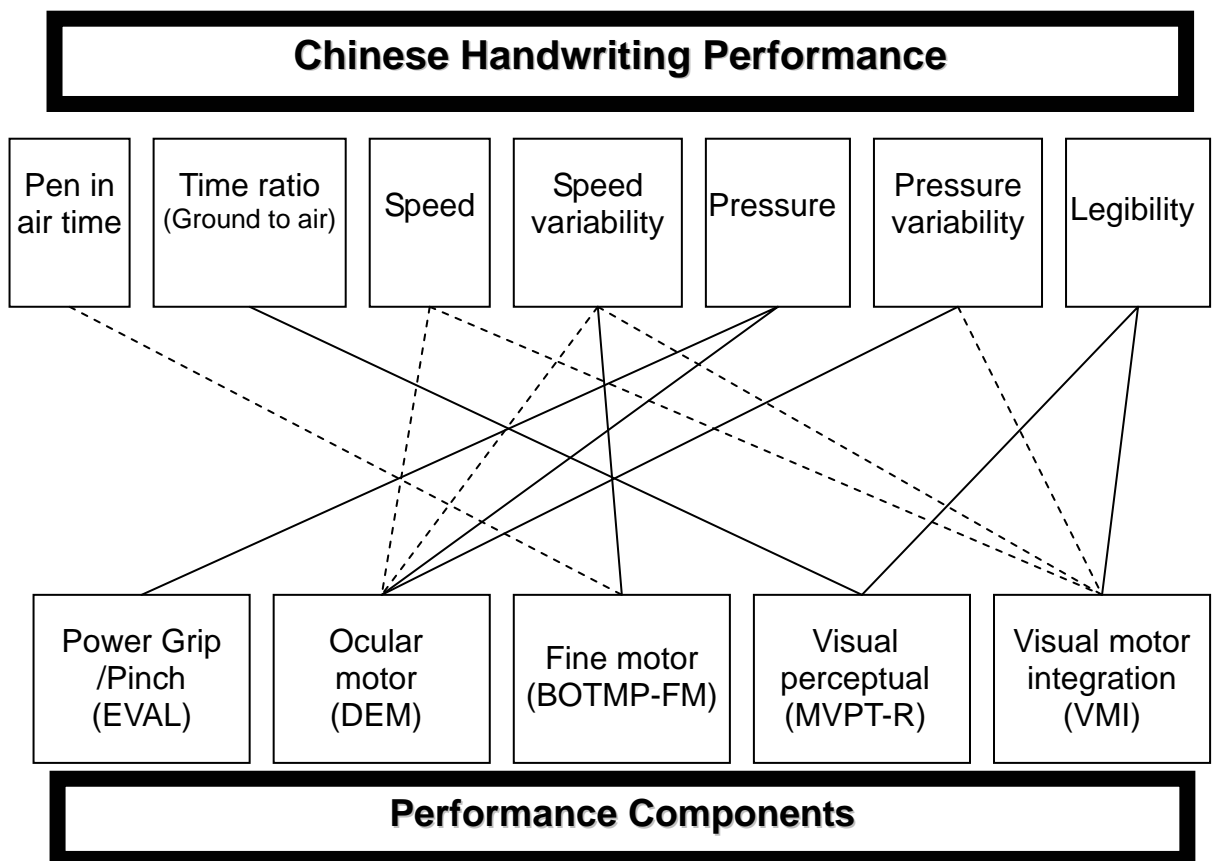 Chinese Handwriting Performance
Pen in
air time
Time ratio
(Ground to air)
Speed
Speed
variability
Pressure
Pressure
variability
Legibility
Power Grip
/Pinch
(EVAL)
Ocular
motor
(DEM)
Fine motor
(BOTMP-FM)
Visual
perceptual
(MVPT-R)
Visual motor
integration
(VMI)
Performance Components